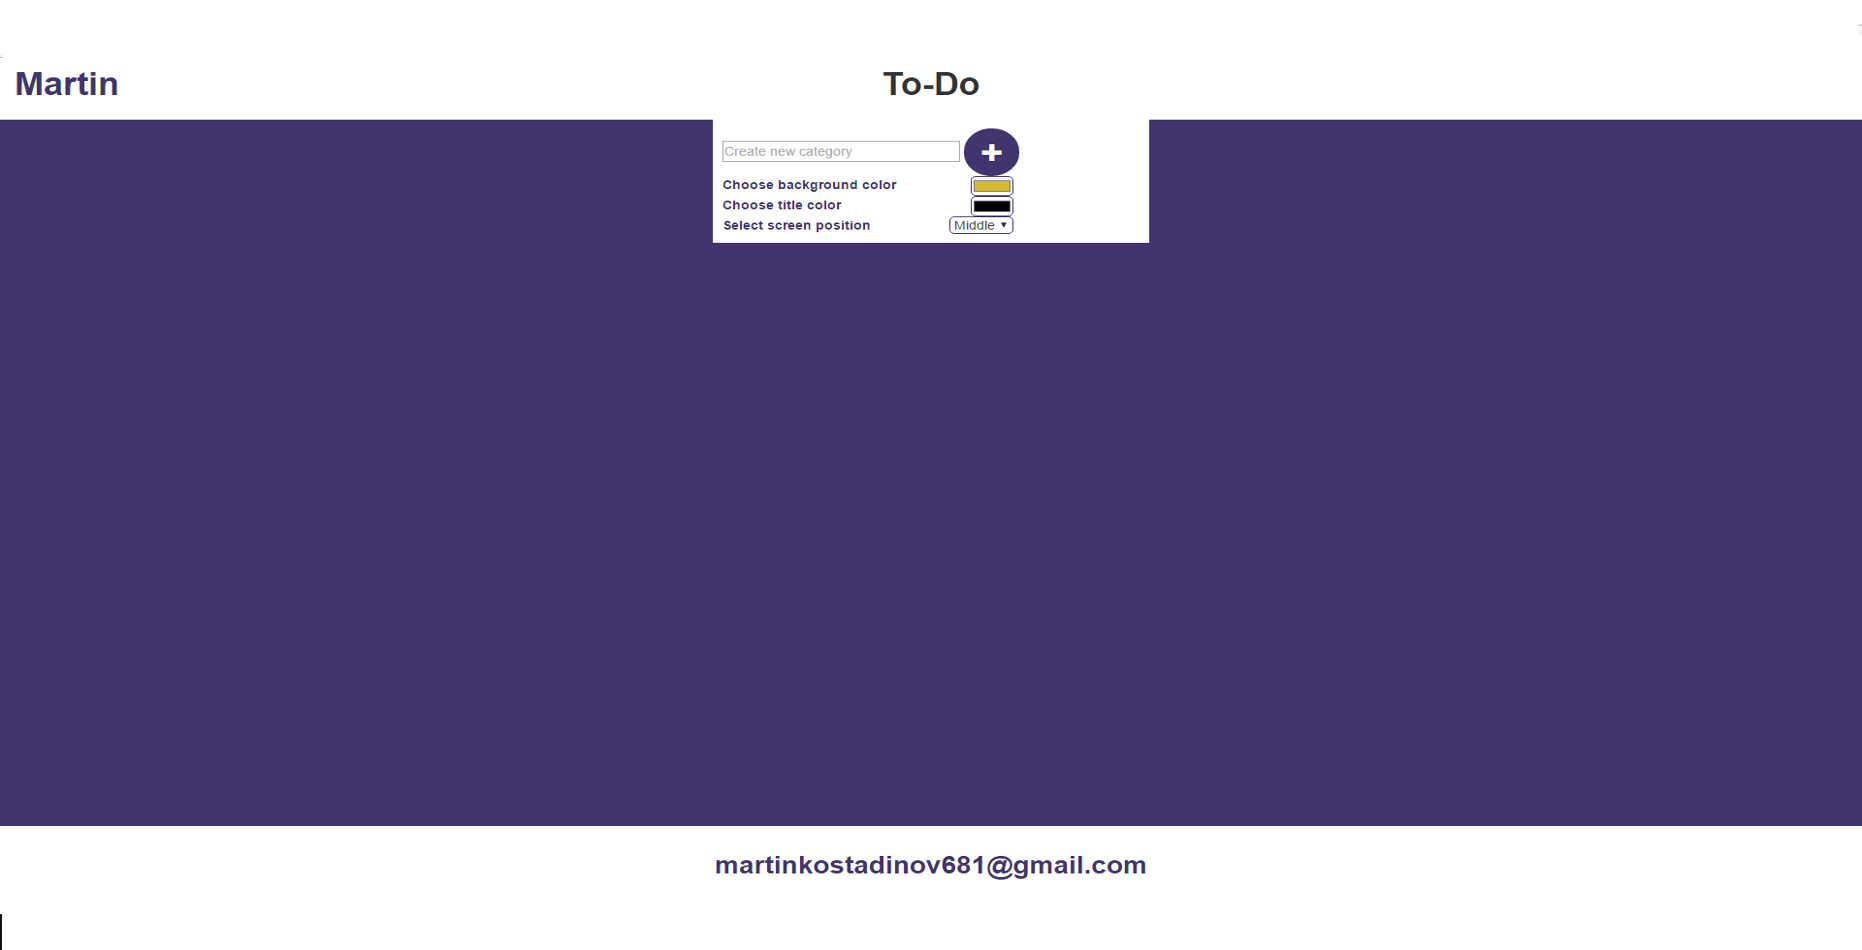 Martin
To-Do
Create new category
Choose background color
Choose title color
Select screen position Middle
martinkostadinov681@gmail.com